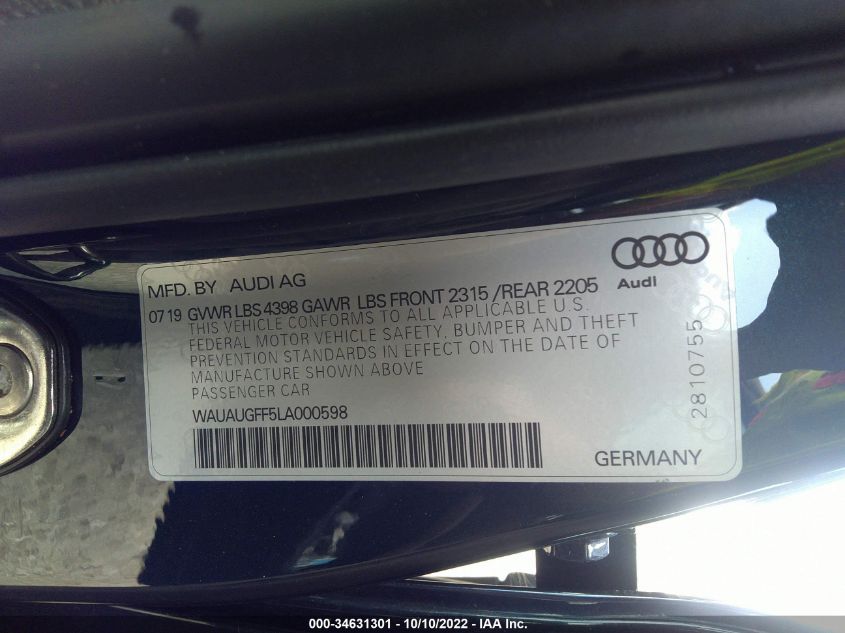 MFD. BY AUDI AG
Audi
07 19 GVWR LBS 4398 GAWR LBS FRONT 2315 /REAR 2205
THIS VEHICLE CONFORMS TO ALL APPLICABLE U.S.
FEDERAL MOTOR VEHICLE SAFETY, BUMPER AND THEFT
PREVENTION STANDARDS IN EFFECT ON THE DATE OF
MANUFACTURE SHOWN ABOVE
PASSENGER CAR
WAUAUGFF5LA000598
2810755
GERMANY
000-34631301 - 10/10/2022 - IAA Inc.